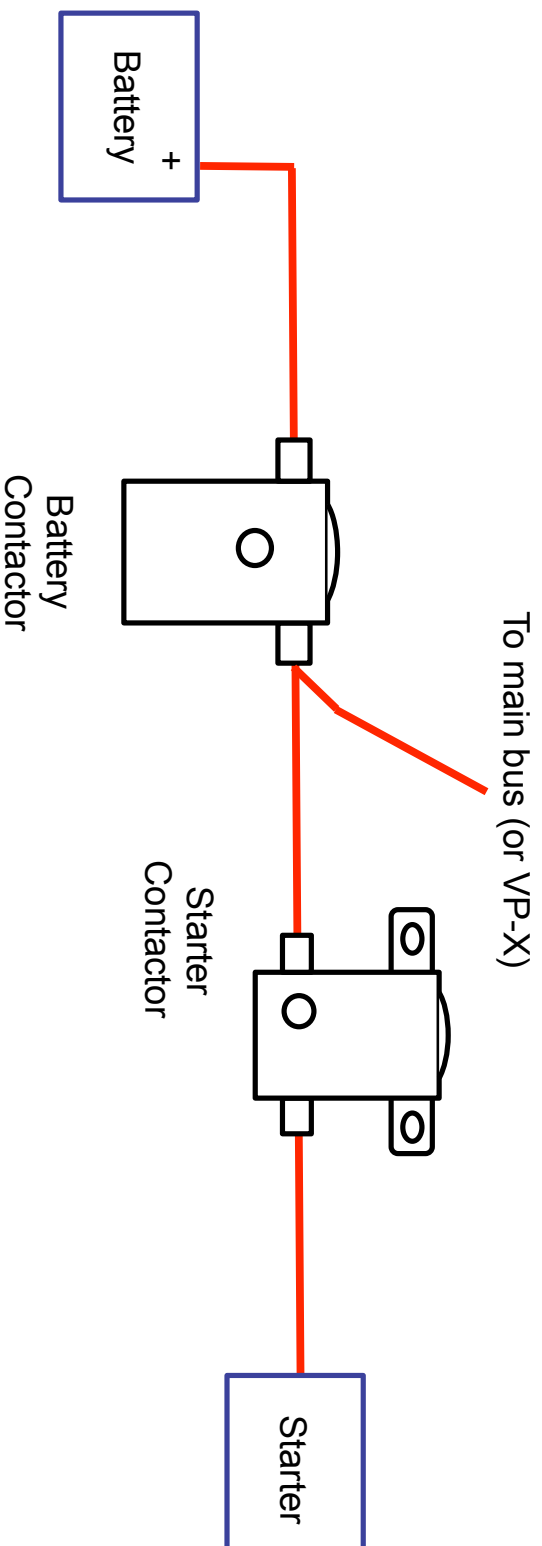 Battery
+
Battery
Contactor
To main bus (or VP-X)
Starter
Contactor
Starter